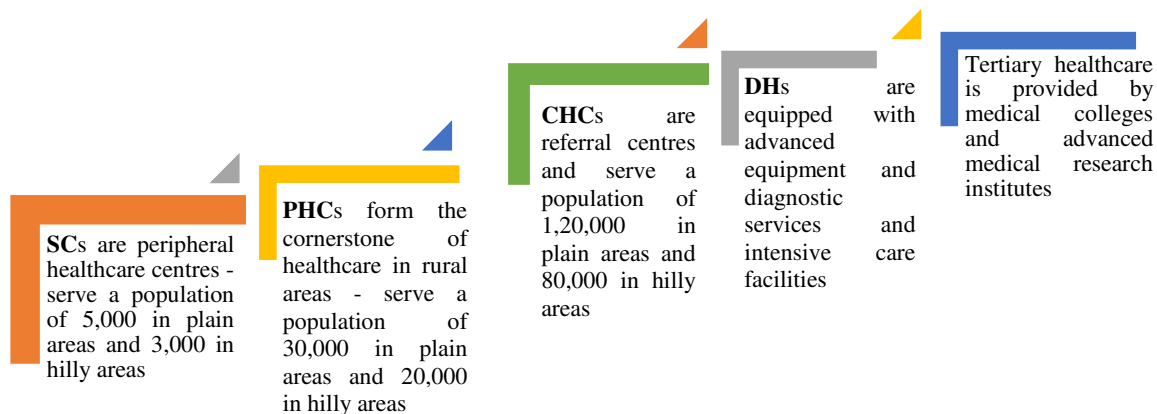 SCs are peripheral
healthcare centres -
serve a population
of 5,000 in plain
areas and 3,000 in
hilly areas
PHCs form the
cornerstone of
healthcare in rural
areas - serve a
population of
30,000 in plain
areas and 20,000
in hilly areas
CHCs are
referral centres
and serve a
population of
1,20,000 in
plain areas and
80,000 in hilly
areas
DHs are
equipped with
advanced
equipment and
diagnostic
services and
intensive care
facilities
Tertiary healthcare
is provided by
medical colleges
and advanced
medical research
institutes